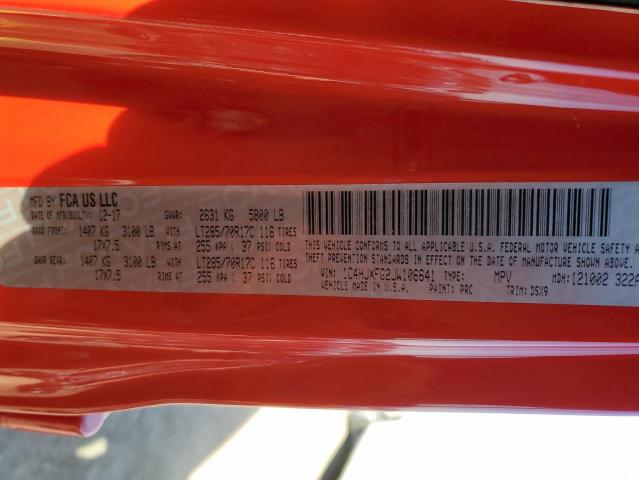 MFD BY FCA US LLC
DATE OF MFR(BUILT): 12-17 GVWR: 2631 KG 5800 LB
GAWR FRONT: 1407 KG 3100 LB WITH LT285/70R17C 116 TIRES
17X7.5 RIMS AT 255 KPA ( 37 PSI) COLD
GAWR REAR: 1407 KG 3100 LB WITH LT285/70R17C 116 TIRES
17X7.5 RIMS AT 255 KPA ( 37 PSI) COLD
THIS VEHICLE CONFORMS TO ALL APPLICABLE U.S.A. FEDERAL MOTOR VEHICLE SAFETY
AND THEFT PREVENTION STANDARDS IN EFFECT ON THE DATE OF MANUFACTURE SHOWN ABOVE.
VIN: 1C4HJXFG2JW106641 TYPE: MPV MDH:121002 322A
VEHICLE MADE IN U.S.A. PAINT: PRC TRIM: D5X9